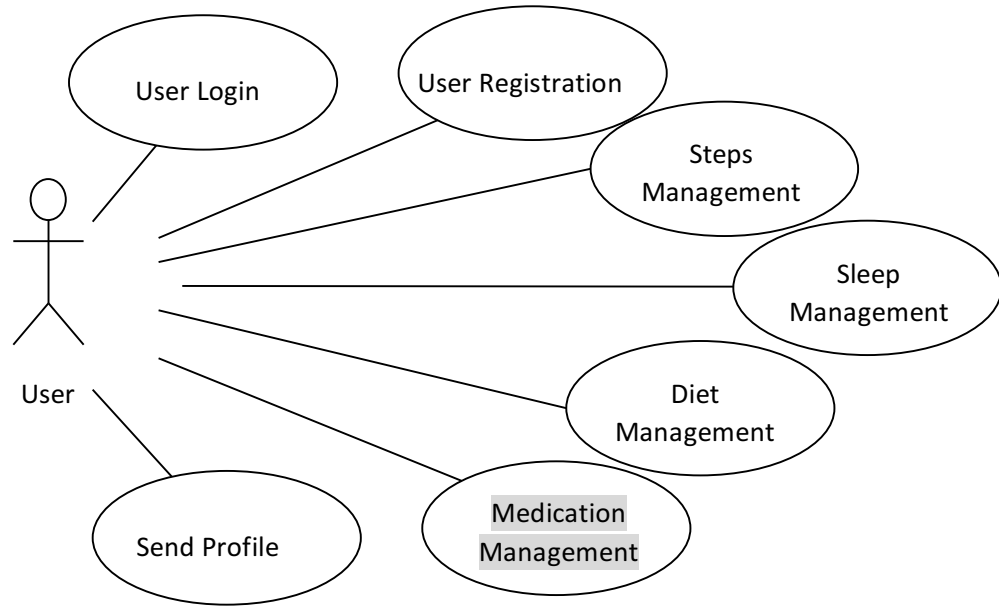 User Login
User Registration
Steps
Management
Sleep
Management
User
Diet
Management
Medication
Management
Send Profile